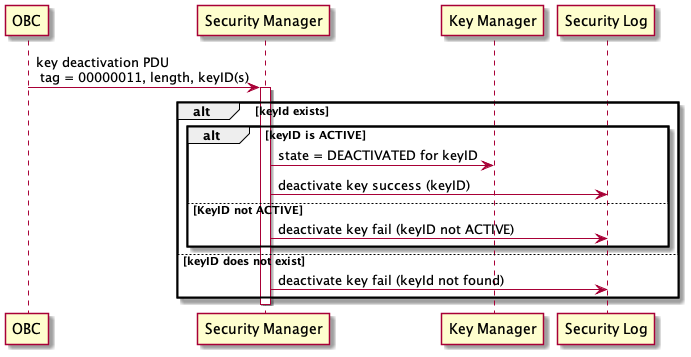 OBC
Security Manager
Key Manager
Security Log
key deactivation PDU
tag = 00000011, length, keyID(s)
alt
[keyId exists]
alt
[keyID is ACTIVE]
state = DEACTIVATED for keyID
deactivate key success (keyID)
[KeyID not ACTIVE]
deactivate key fail (keyID not ACTIVE)
[keyID does not exist]
deactivate key fail (keyId not found)
OBC
Security Manager
Key Manager
Security Log